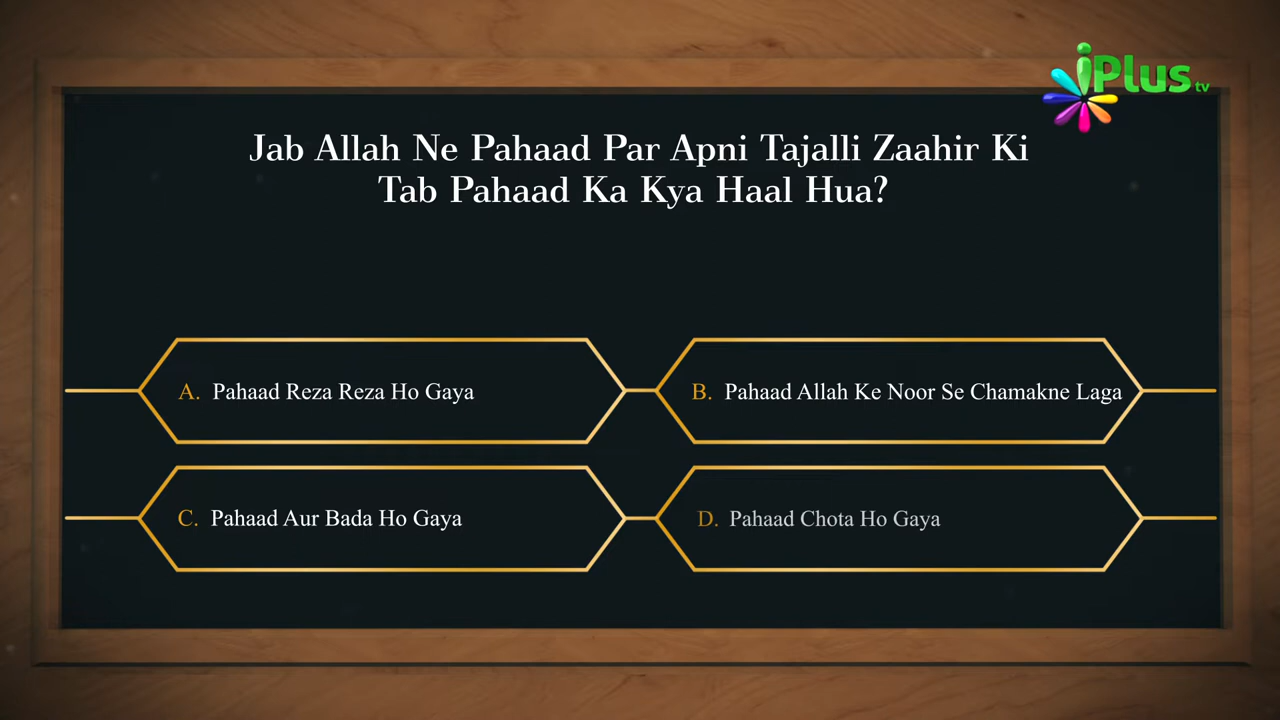 iPlus tv
Jab Allah Ne Pahaad Par Apni Tajalli Zaahir Ki
Tab Pahaad Ka Kya Haal Hua?
A. Pahaad Reza Reza Ho Gaya
B. Pahaad Allah Ke Noor Se Chamakne Laga
C. Pahaad Aur Bada Ho Gaya
D. Pahaad Chota Ho Gaya